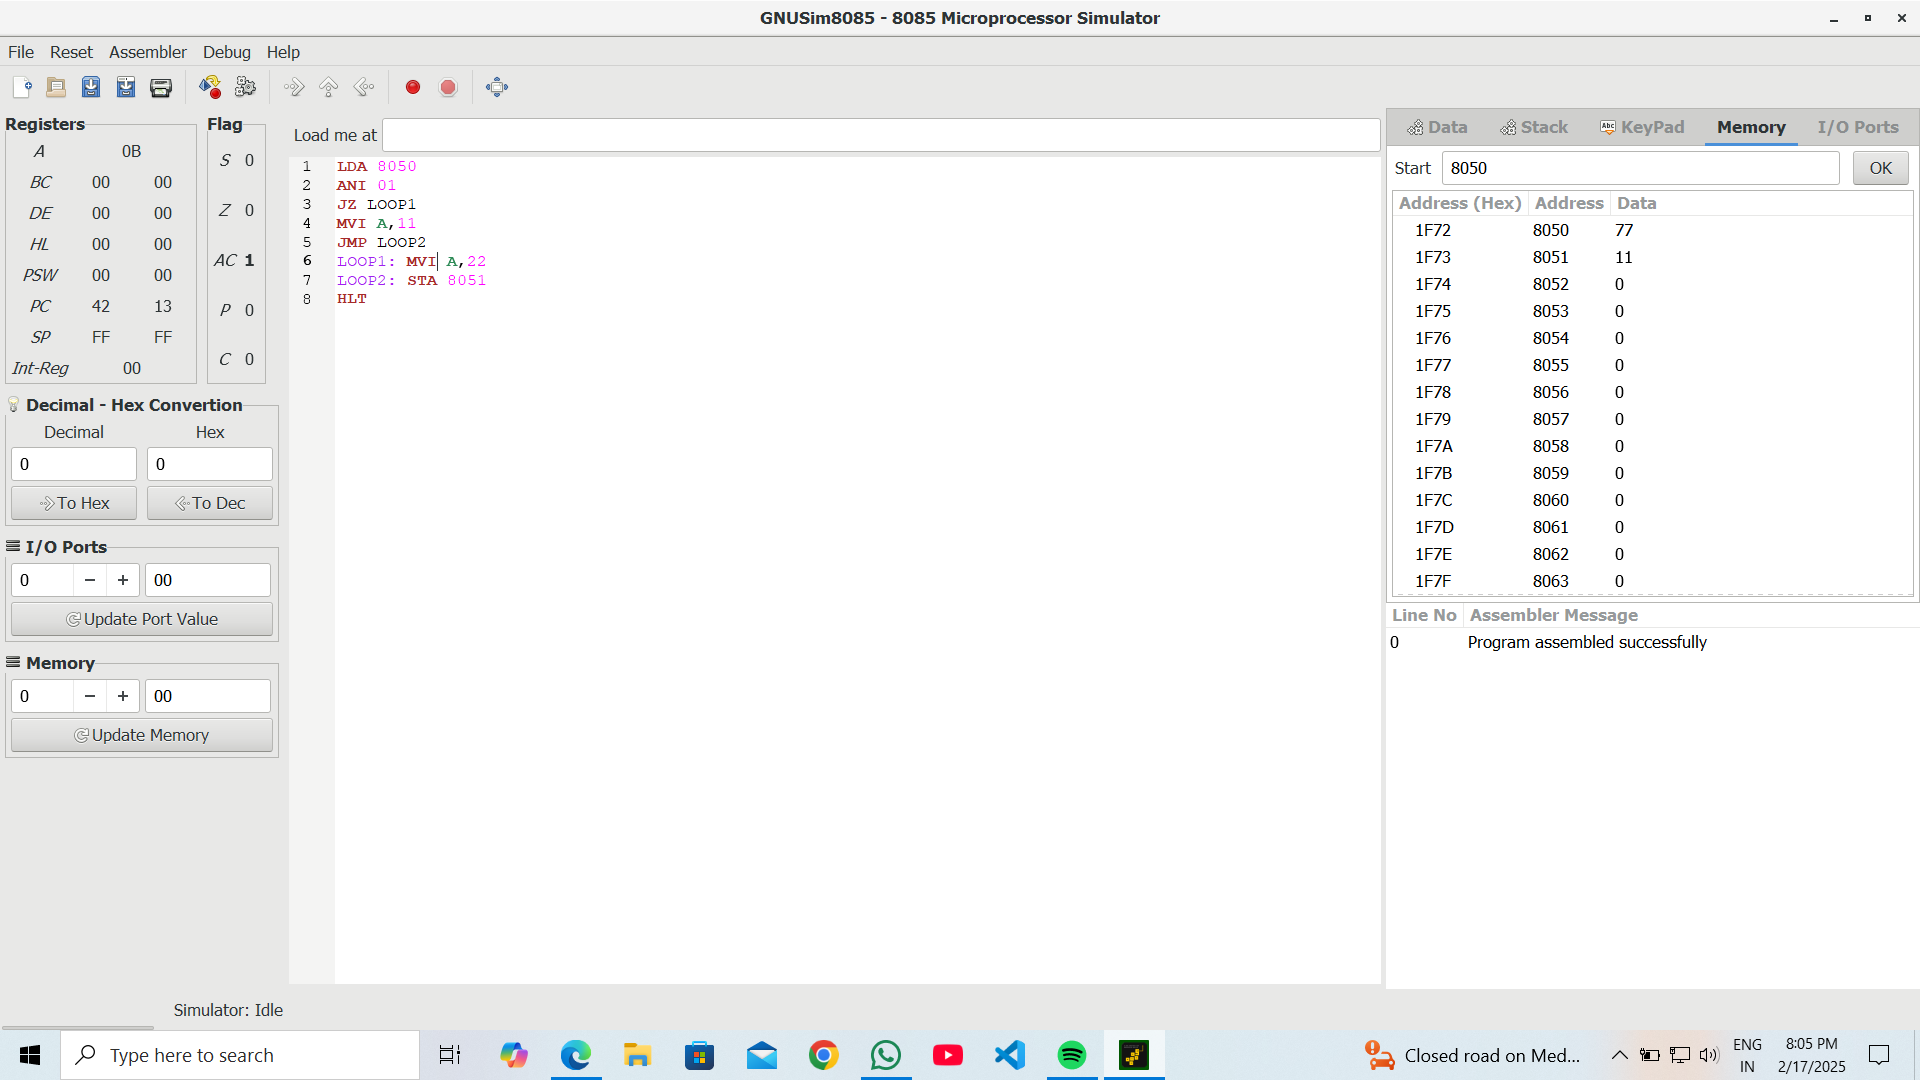 GNUSim8085 - 8085 Microprocessor Simulator
File Reset Assembler Debug Help
Registers
A 0B
BC 00 00
DE 00 00
HL 00 00
PSW 00 00
PC 42 13
SP FF FF
Int-Reg 00
Flag
S 0
Z 0
AC 1
P 0
C 0
Decimal - Hex Convertion
Decimal Hex
0 0
To Hex To Dec
I/O Ports
0 − + 00
Update Port Value
Memory
0 − + 00
Update Memory
Load me at
1 LDA 8050
2 ANI 01
3 JZ LOOP1
4 MVI A,11
5 JMP LOOP2
6 LOOP1: MVI A,22
7 LOOP2: STA 8051
8 HLT
Data Stack Abc KeyPad Memory I/O Ports
Start 8050 OK
Address (Hex) Address Data
1F72 8050 77
1F73 8051 11
1F74 8052 0
1F75 8053 0
1F76 8054 0
1F77 8055 0
1F78 8056 0
1F79 8057 0
1F7A 8058 0
1F7B 8059 0
1F7C 8060 0
1F7D 8061 0
1F7E 8062 0
1F7F 8063 0
Line No Assembler Message
0 Program assembled successfully
Simulator: Idle
Type here to search
Closed road on Med...
ENG
IN
8:05 PM
2/17/2025